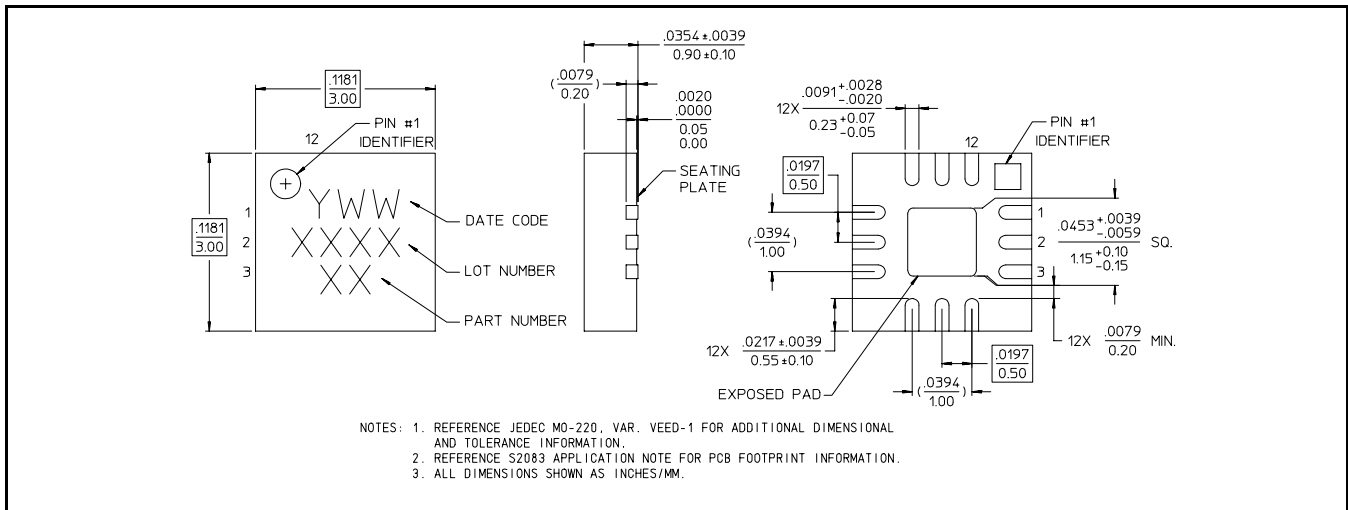 .1181
3.00
12
PIN #1
IDENTIFIER
.1181
3.00
1
2
3
YWW
XXXX
XX
DATE CODE
LOT NUMBER
PART NUMBER
.0354 ±.0039
0.90 ±0.10
(.0079
0.20)
.0020
.0000
0.05
0.00
SEATING
PLATE
12X .0091 +.0028
-.0020
0.23 +0.07
-0.05
12
PIN #1
IDENTIFIER
.0197
0.50
(.0394
1.00)
1
2
3
.0453 +.0039
-.0059
1.15 +0.10
-0.15
SQ.
12X .0217 ±.0039
0.55 ±0.10
12X .0079
0.20 MIN.
.0197
0.50
(.0394
1.00)
EXPOSED PAD
NOTES: 1. REFERENCE JEDEC MO-220, VAR. VEED-1 FOR ADDITIONAL DIMENSIONAL
AND TOLERANCE INFORMATION.
2. REFERENCE S2083 APPLICATION NOTE FOR PCB FOOTPRINT INFORMATION.
3. ALL DIMENSIONS SHOWN AS INCHES/MM.